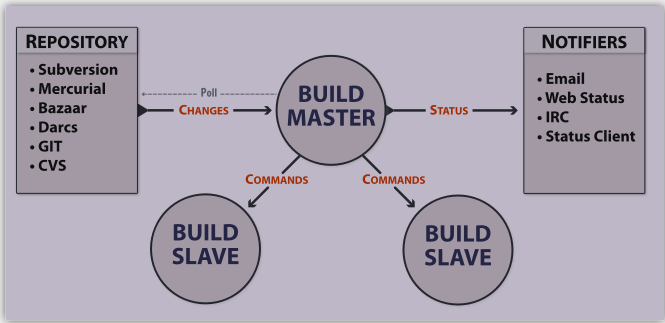 REPOSITORY
• Subversion
• Mercurial
• Bazaar
• Darcs
• GIT
• CVS
Poll
CHANGES
BUILD
MASTER
STATUS
NOTIFIERS
• Email
• Web Status
• IRC
• Status Client
COMMANDS
COMMANDS
BUILD
SLAVE
BUILD
SLAVE